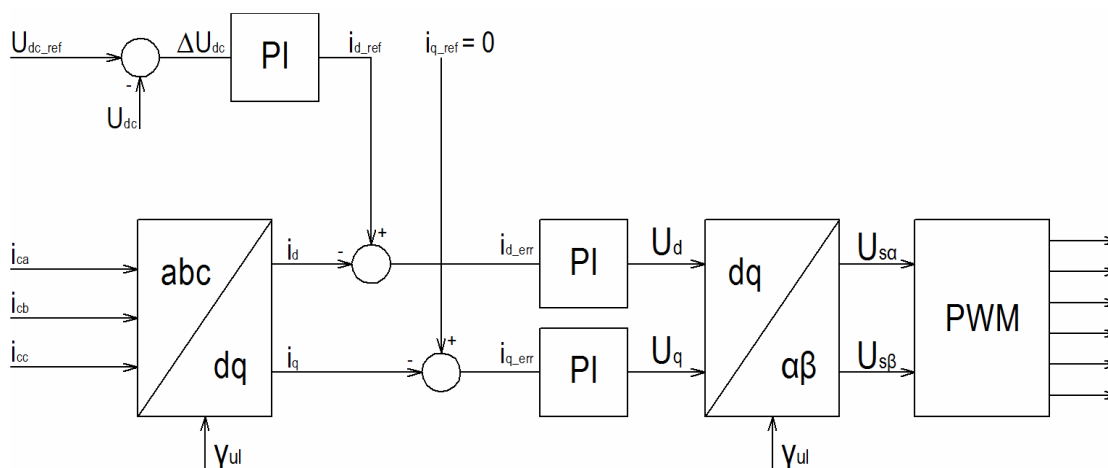 U_dc_ref
ΔU_dc
PI
i_d_ref
i_q_ref = 0
-
U_dc
i_ca
i_cb
i_cc
abc
dq
γ_ul
i_d
-
+
i_q
-
+
i_d_err
PI
i_q_err
PI
U_d
U_q
dq
αβ
γ_ul
U_sα
U_sβ
PWM